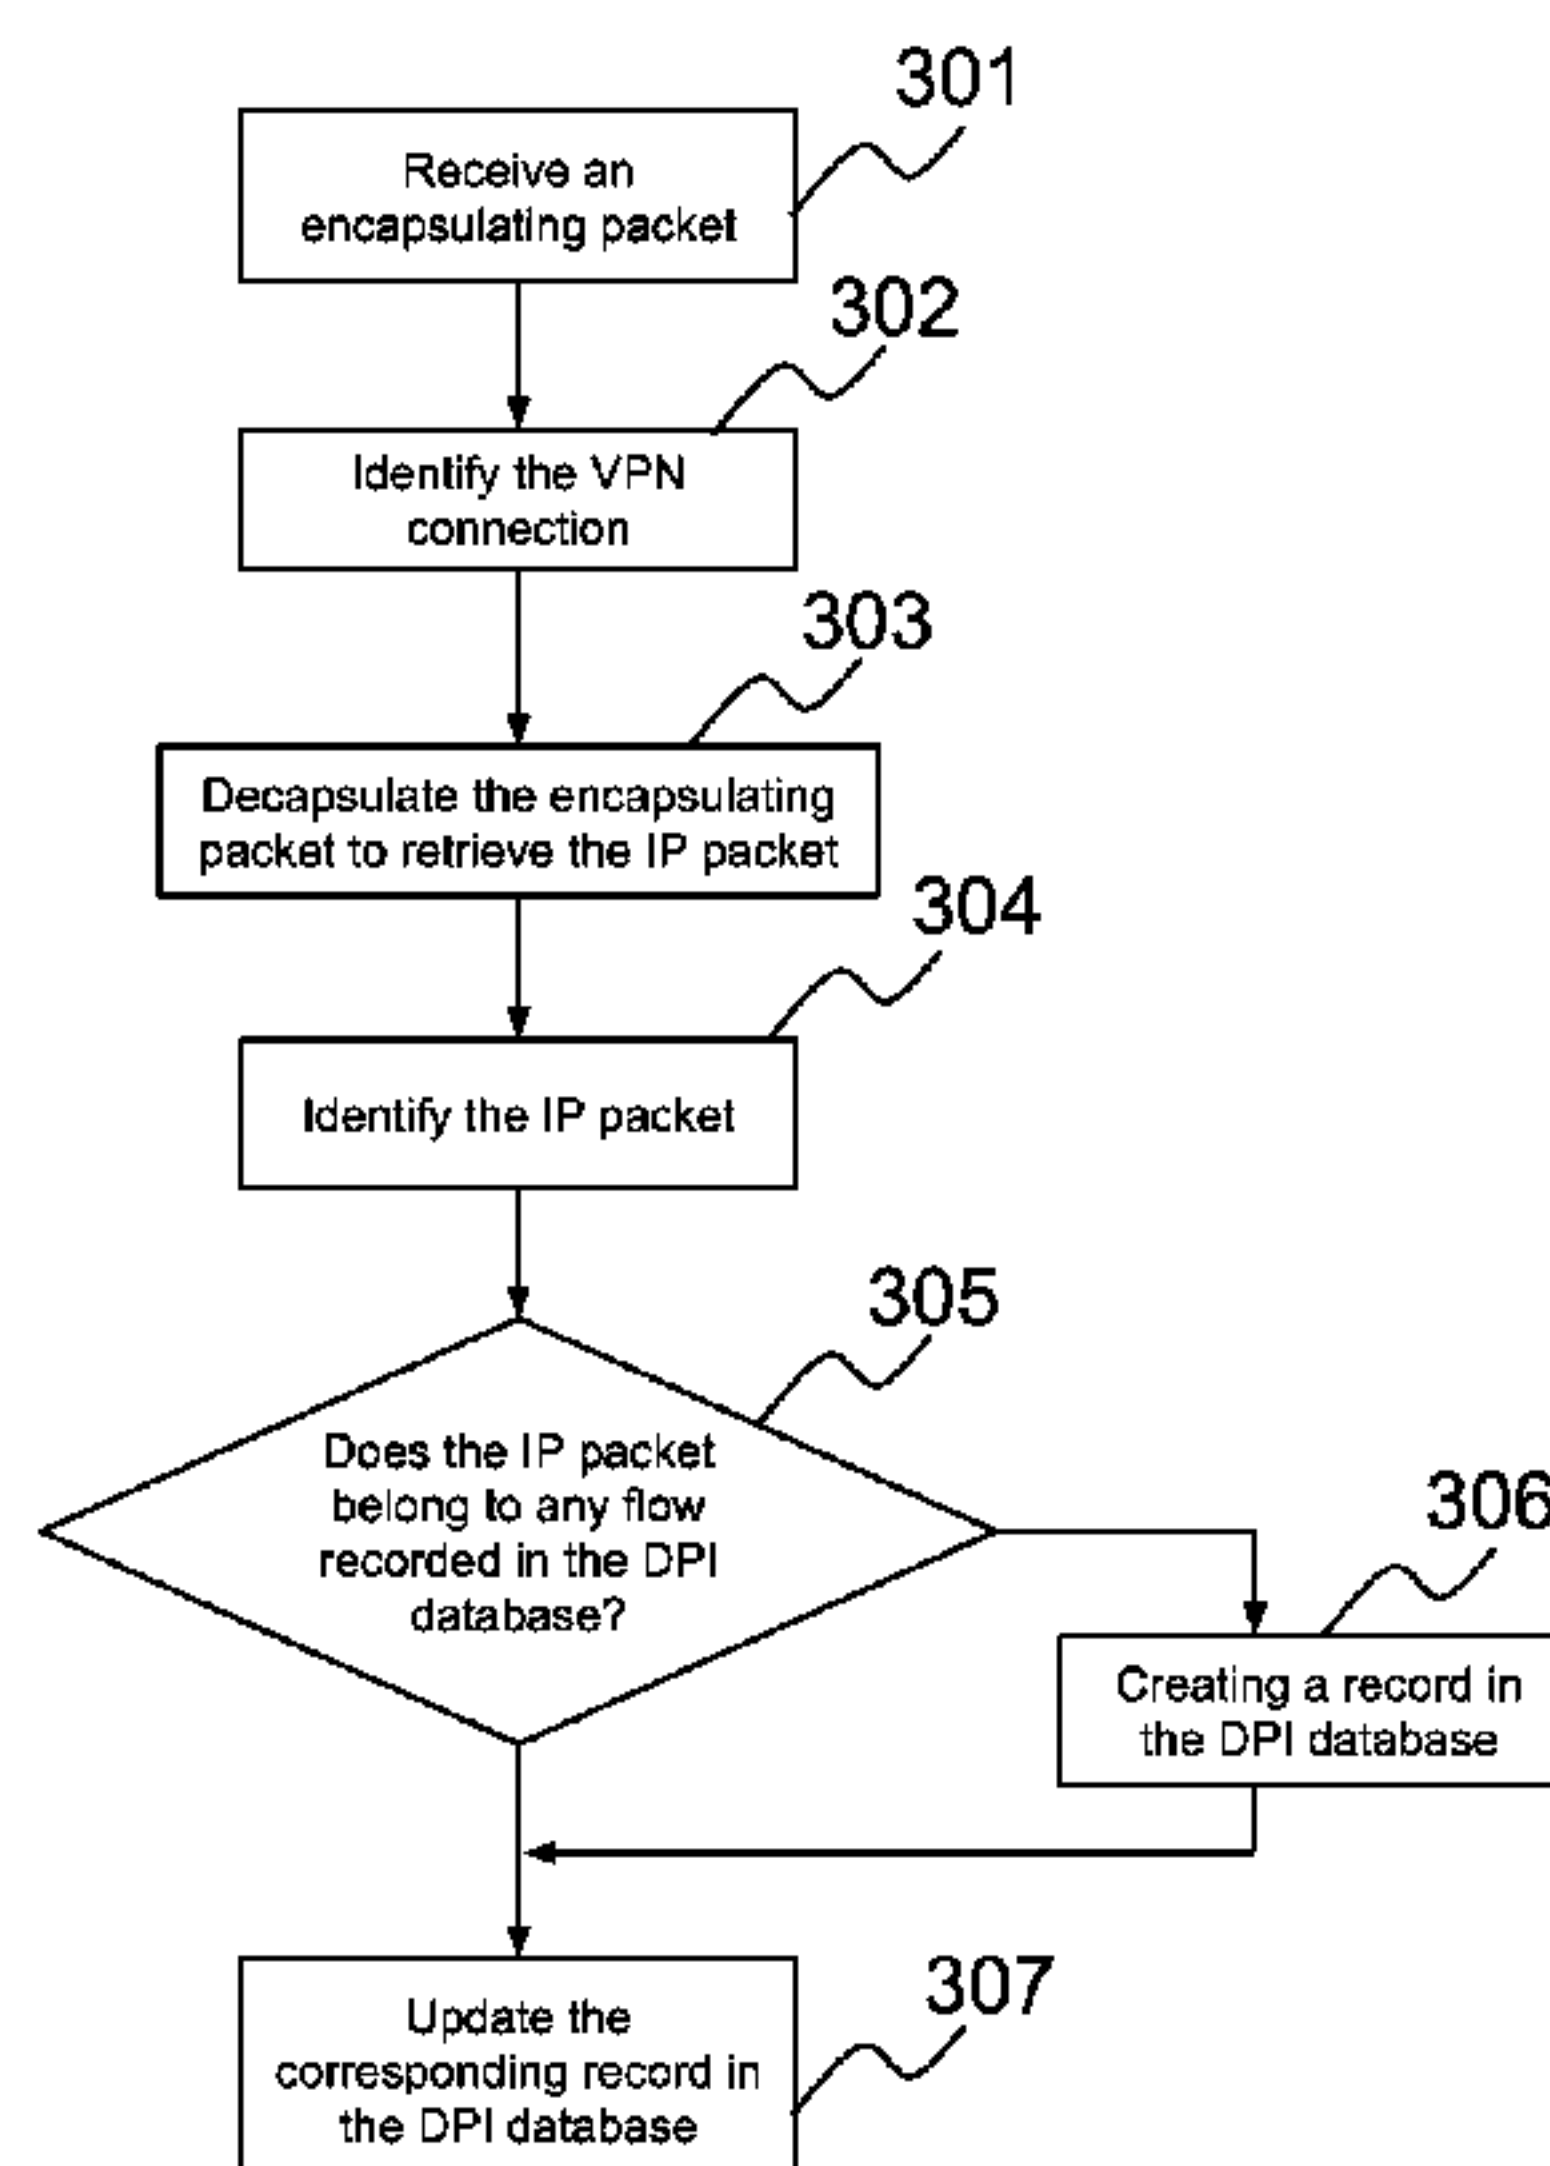 301
Receive an
encapsulating packet
302
Identify the VPN
connection
303
Decapsulate the encapsulating
packet to retrieve the IP packet
304
Identify the IP packet
305
Does the IP packet
belong to any flow
recorded in the DPI
database?
306
Creating a record in
the DPI database
307
Update the
corresponding record in
the DPI database